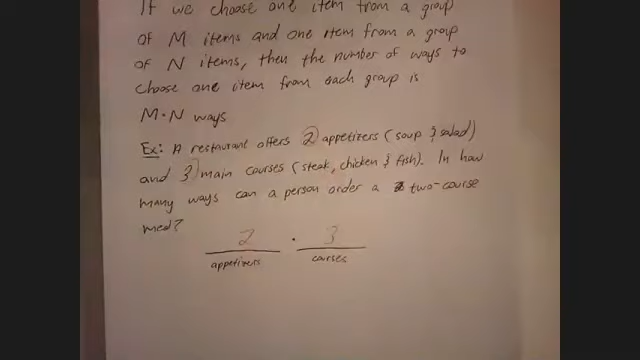 If we choose one item from a group
of M items and one item from a group
of N items, then the number of ways to
choose one item from each group is
M·N ways
Ex: A restaurant offers 2 appetizers (soup & salad)
and 3 main courses (steak, chicken & fish). In how
many ways can a person order a two-course
meal?
2 · 3
appetizers courses